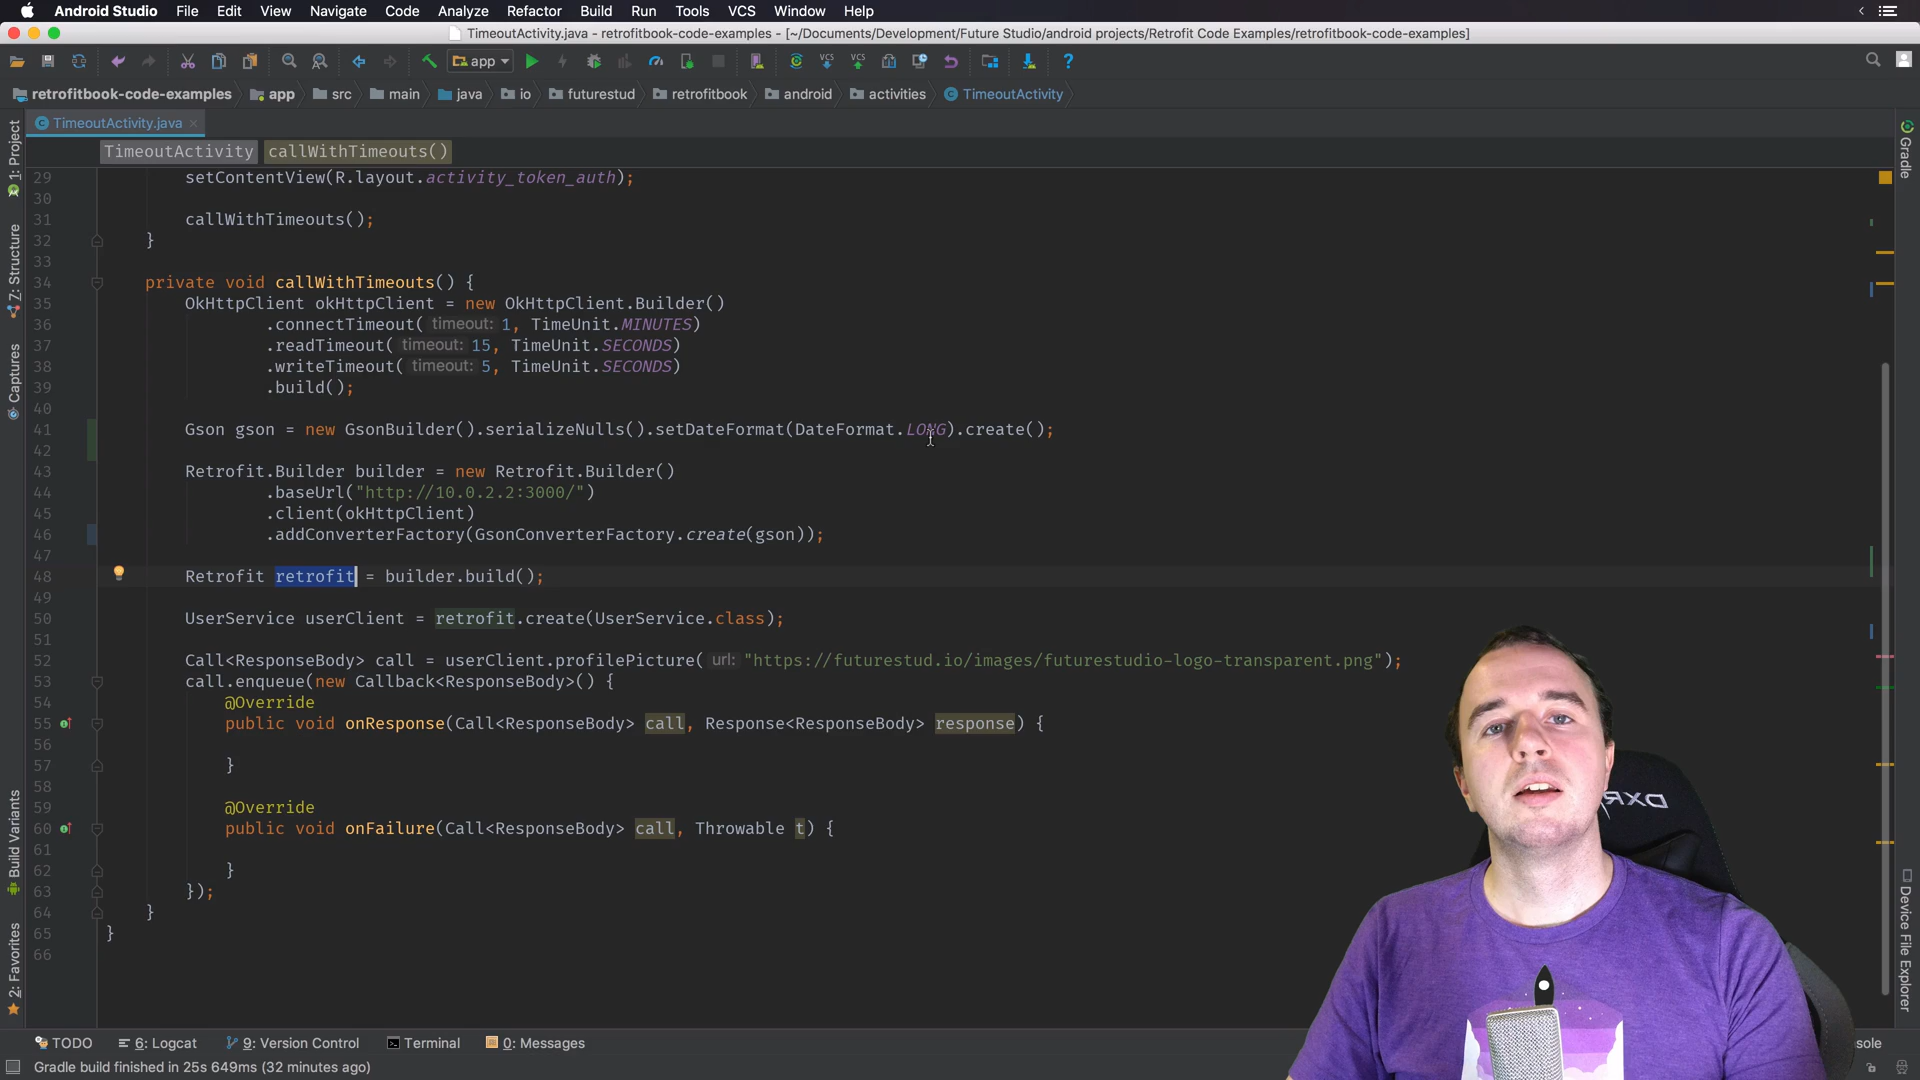 Android Studio File Edit View Navigate Code Analyze Refactor Build Run Tools VCS Window Help
TimeoutActivity.java - retrofitbook-code-examples - [~/Documents/Development/Future Studio/android projects/Retrofit Code Examples/retrofitbook-code-examples]
app
VCS VCS
?
retrofitbook-code-examples app src main java io futurestud retrofitbook android activities TimeoutActivity
TimeoutActivity.java
TimeoutActivity callWithTimeouts()
1: Project
Z: Structure
Captures
Build Variants
2: Favorites
Gradle
Device File Explorer
29 setContentView(R.layout.activity_token_auth);
30
31 callWithTimeouts();
32 }
33
34 private void callWithTimeouts() {
35 OkHttpClient okHttpClient = new OkHttpClient.Builder()
36 .connectTimeout( timeout: 1, TimeUnit.MINUTES)
37 .readTimeout( timeout: 15, TimeUnit.SECONDS)
38 .writeTimeout( timeout: 5, TimeUnit.SECONDS)
39 .build();
40
41 Gson gson = new GsonBuilder().serializeNulls().setDateFormat(DateFormat.LONG).create();
42
43 Retrofit.Builder builder = new Retrofit.Builder()
44 .baseUrl("http://10.0.2.2:3000/")
45 .client(okHttpClient)
46 .addConverterFactory(GsonConverterFactory.create(gson));
47
48 Retrofit retrofit = builder.build();
49
50 UserService userClient = retrofit.create(UserService.class);
51
52 Call<ResponseBody> call = userClient.profilePicture( url: "https://futurestud.io/images/futurestudio-logo-transparent.png");
53 call.enqueue(new Callback<ResponseBody>() {
54 @Override
55 public void onResponse(Call<ResponseBody> call, Response<ResponseBody> response) {
56
57 }
58
59 @Override
60 public void onFailure(Call<ResponseBody> call, Throwable t) {
61
62 }
63 });
64 }
65 }
66
TODO 6: Logcat 9: Version Control Terminal 0: Messages
sole
Gradle build finished in 25s 649ms (32 minutes ago)